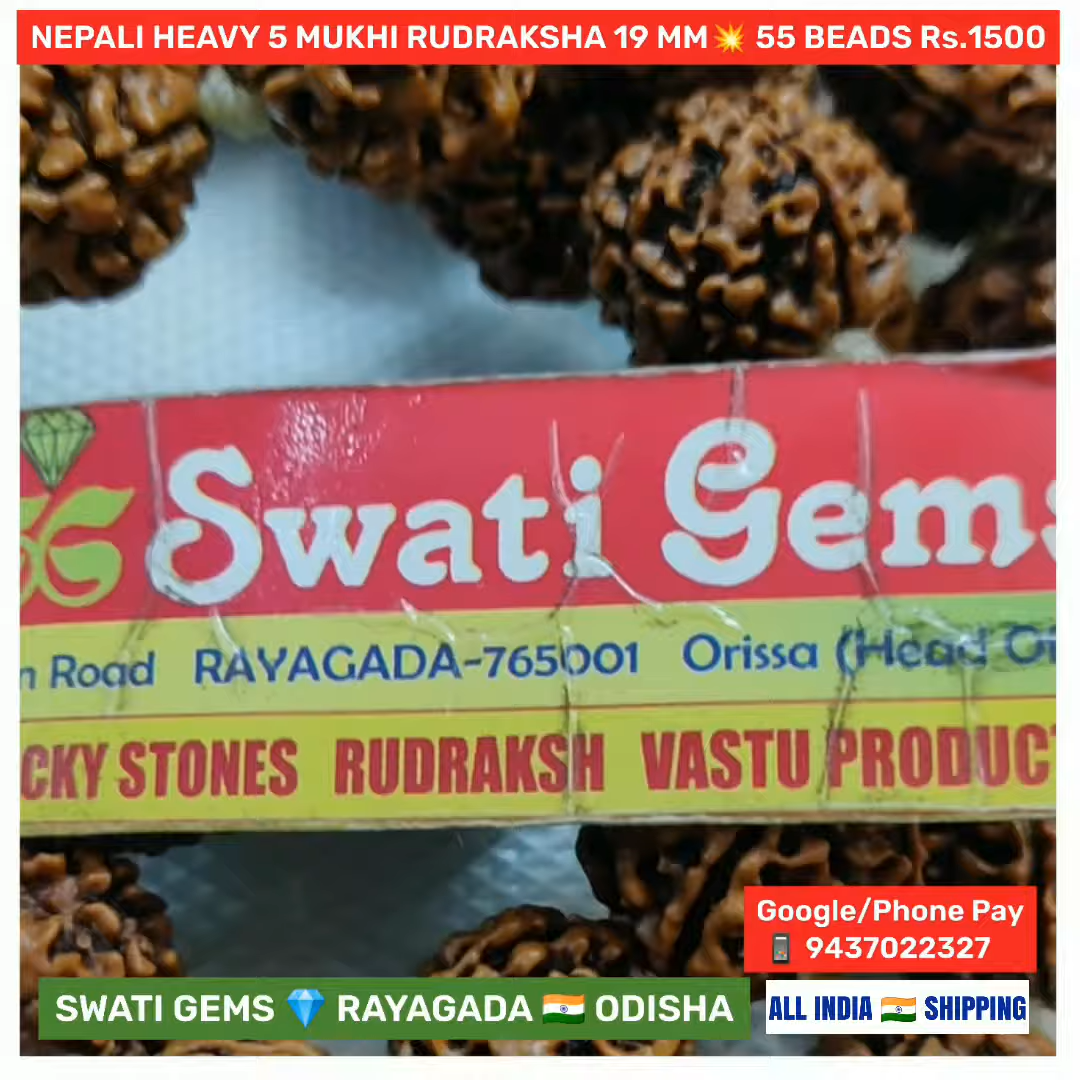 NEPALI HEAVY 5 MUKHI RUDRAKSHA 19 MM💥 55 BEADS Rs.1500
Swati Gems
Road RAYAGADA-765001 Orissa (Head
STONES RUDRAKSH VASTU
Google/Phone Pay
📱 9437022327
SWATI GEMS 💎 RAYAGADA 🇮🇳 ODISHA
ALL INDIA 🇮🇳 SHIPPING